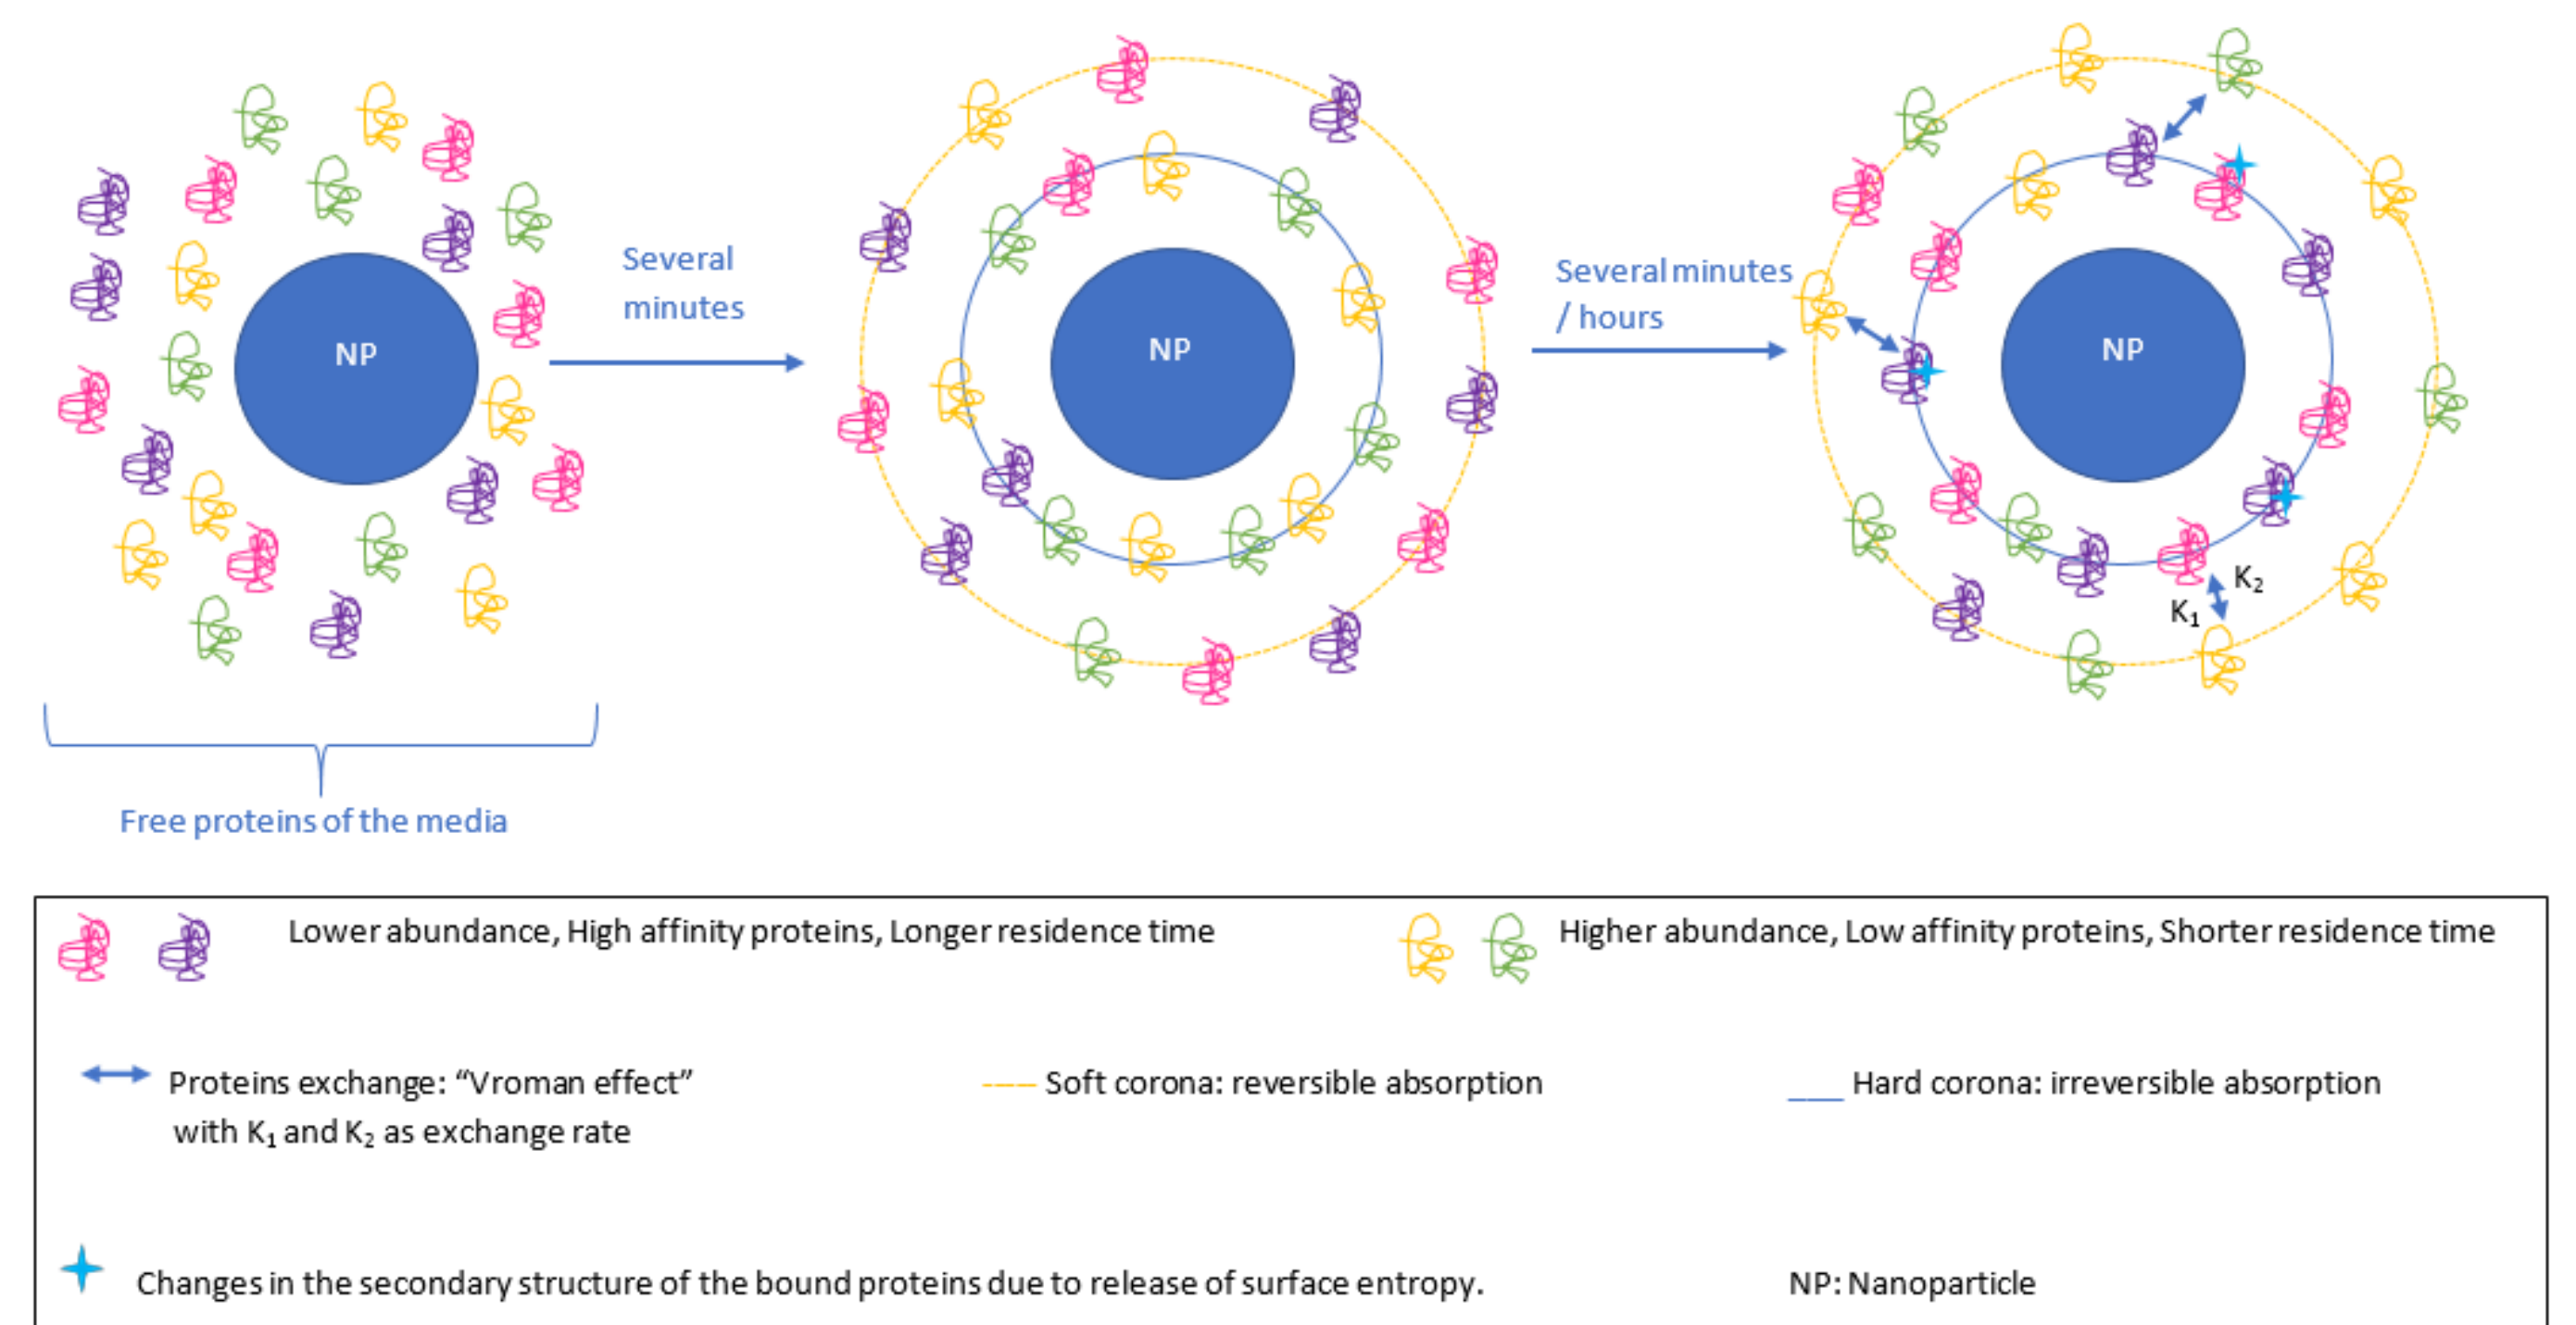 NP
Several
minutes
NP
Several minutes
/ hours
NP
K₂
K₁
Free proteins of the media
Lower abundance, High affinity proteins, Longer residence time
Higher abundance, Low affinity proteins, Shorter residence time
Proteins exchange: “Vroman effect”
with K₁ and K₂ as exchange rate
Soft corona: reversible absorption
Hard corona: irreversible absorption
Changes in the secondary structure of the bound proteins due to release of surface entropy.
NP: Nanoparticle